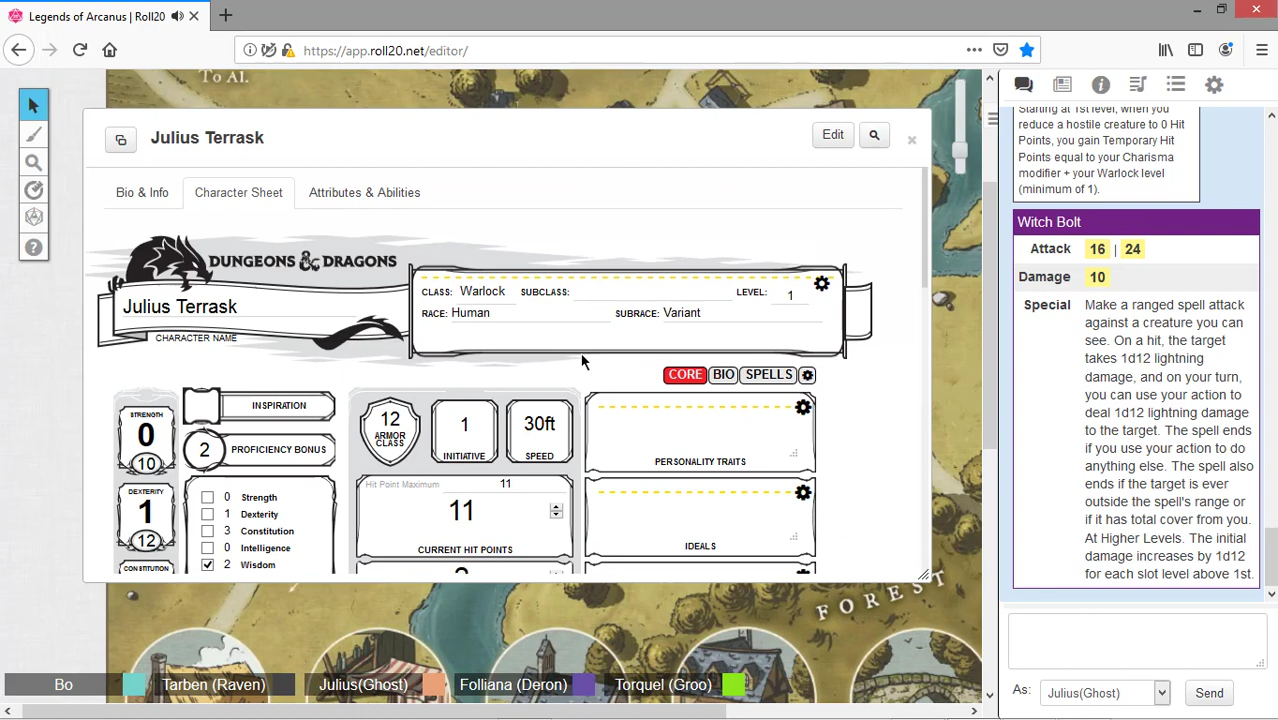 Legends of Arcanus | Roll20
https://app.roll20.net/editor/
To Al.
Julius Terrask
Edit
Bio & Info
Character Sheet
Attributes & Abilities
DUNGEONS & DRAGONS
Julius Terrask
CHARACTER NAME
CLASS: Warlock SUBCLASS: LEVEL: 1
RACE: Human SUBRACE: Variant
CORE BIO SPELLS
STRENGTH
0
10
DEXTERITY
1
12
CONSTITUTION
INSPIRATION
2 PROFICIENCY BONUS
0 Strength
1 Dexterity
3 Constitution
0 Intelligence
2 Wisdom
12
ARMOR
CLASS
1
INITIATIVE
30ft
SPEED
Hit Point Maximum 11
11
CURRENT HIT POINTS
PERSONALITY TRAITS
IDEALS
FOREST
Bo
Tarben (Raven)
Julius(Ghost)
Folliana (Deron)
Torquel (Groo)
Starting at 1st level, when you
reduce a hostile creature to 0 Hit
Points, you gain Temporary Hit
Points equal to your Charisma
modifier + your Warlock level
(minimum of 1).
Witch Bolt
Attack 16 | 24
Damage 10
Special Make a ranged spell attack
against a creature you can
see. On a hit, the target
takes 1d12 lightning
damage, and on your turn,
you can use your action to
deal 1d12 lightning damage
to the target. The spell ends
if you use your action to do
anything else. The spell also
ends if the target is ever
outside the spell's range or
if it has total cover from you.
At Higher Levels. The initial
damage increases by 1d12
for each slot level above 1st.
As: Julius(Ghost) Send